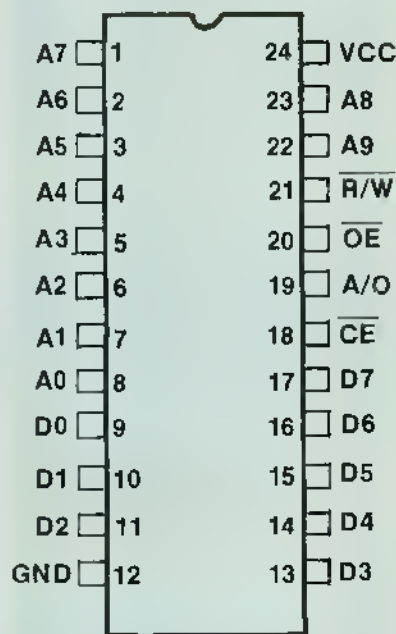 A7 1 24 VCC
A6 2 23 A8
A5 3 22 A9
A4 4 21 R/W
A3 5 20 OE
A2 6 19 A/O
A1 7 18 CE
A0 8 17 D7
D0 9 16 D6
D1 10 15 D5
D2 11 14 D4
GND 12 13 D3